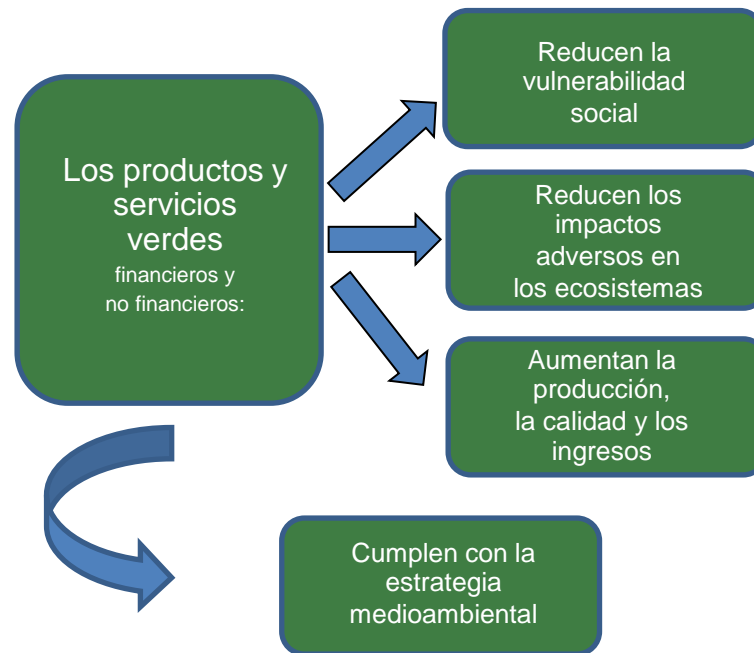 Los productos y
servicios
verdes
financieros y
no financieros:
Reducen la
vulnerabilidad
social
Reducen los
impactos
adversos en
los ecosistemas
Aumentan la
producción,
la calidad y los
ingresos
Cumplen con la
estrategia
medioambiental